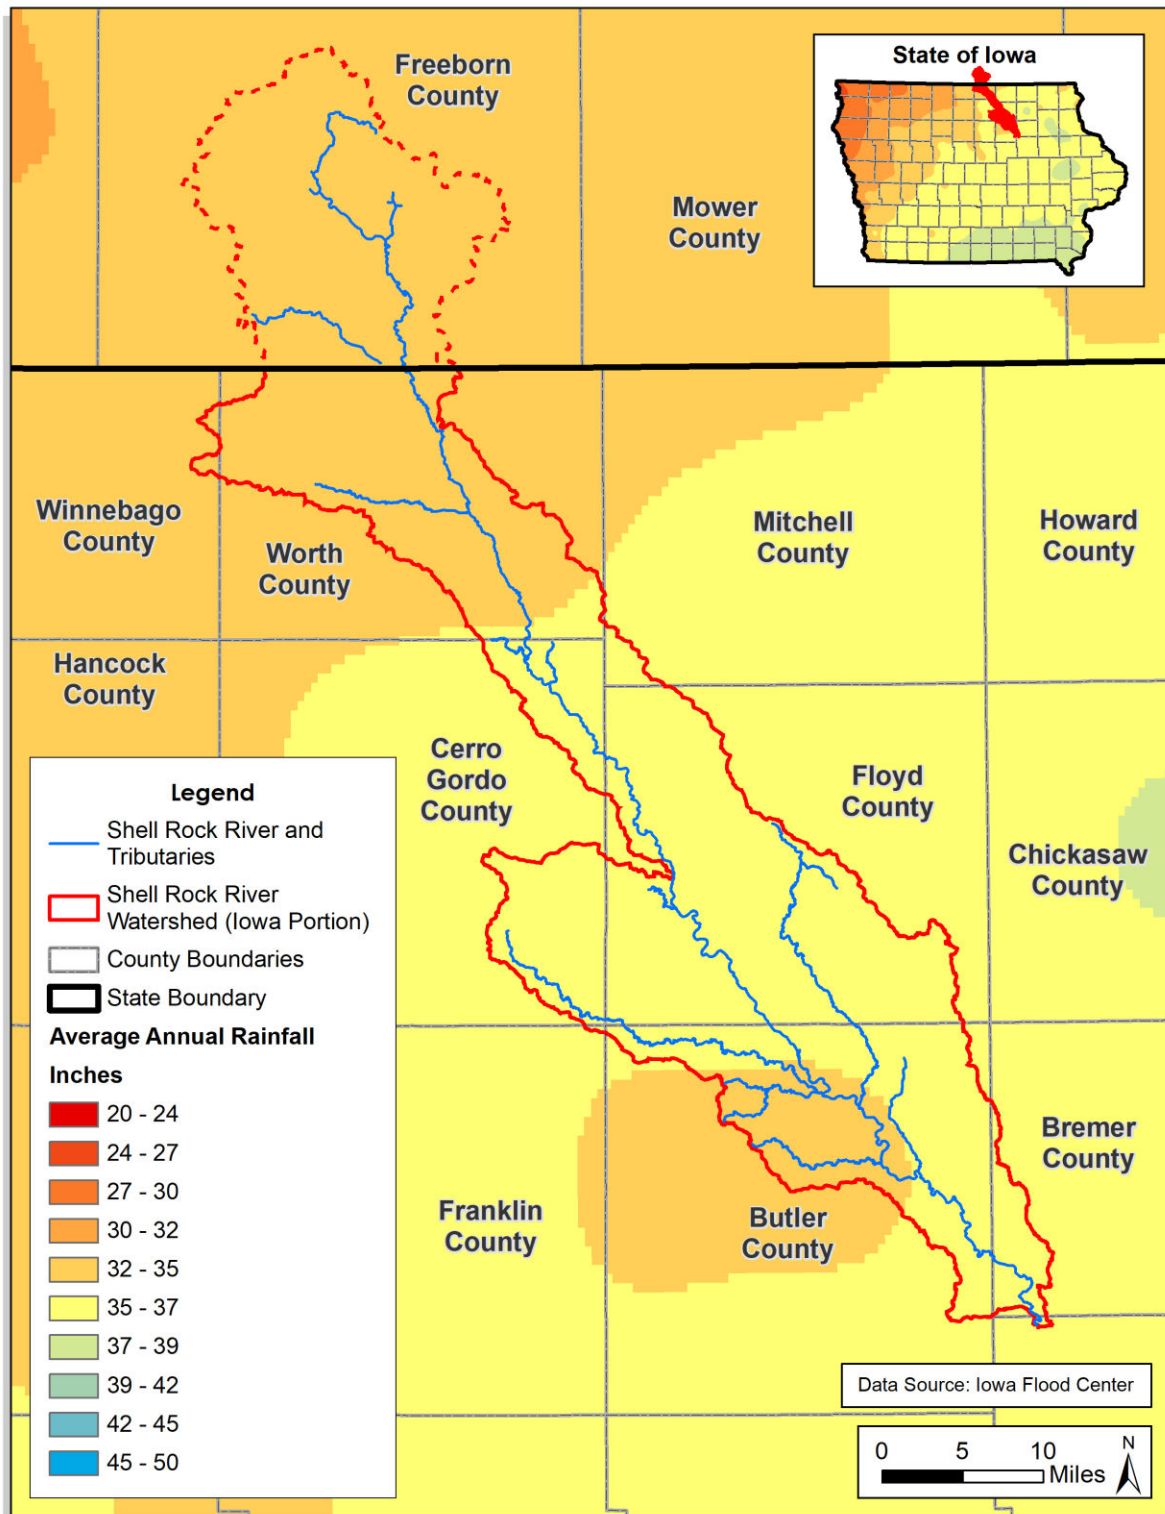 Freeborn
County
State of Iowa
Mower
County
Winnebago
County
Worth
County
Mitchell
County
Howard
County
Hancock
County
Cerro
Gordo
County
Floyd
County
Chickasaw
County
Legend
Shell Rock River and
Tributaries
Shell Rock River
Watershed (Iowa Portion)
County Boundaries
State Boundary
Average Annual Rainfall
Inches
20 - 24
24 - 27
27 - 30
30 - 32
32 - 35
35 - 37
37 - 39
39 - 42
42 - 45
45 - 50
Franklin
County
Butler
County
Bremer
County
Data Source: Iowa Flood Center
0 5 10
Miles
N